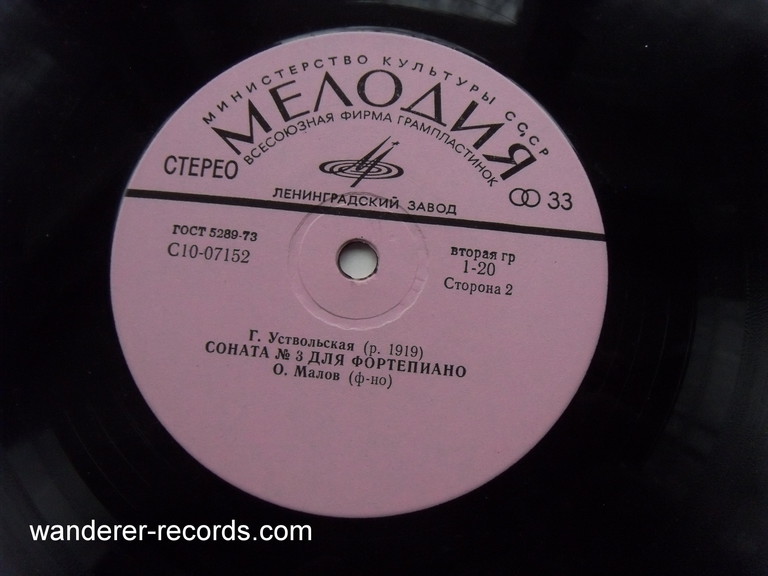 МИНИСТЕРСТВО КУЛЬТУРЫ СССР
МЕЛОДИЯ
ВСЕСОЮЗНАЯ ФИРМА ГРАМПЛАСТИНОК
СТЕРЕО
33
ЛЕНИНГРАДСКИЙ ЗАВОД
ГОСТ 5289-73
С10-07152
вторая гр
1-20
Сторона 2
Г. Уствольская (р. 1919)
СОНАТА № 3 ДЛЯ ФОРТЕПИАНО
О. Малов (ф-но)
wanderer-records.com